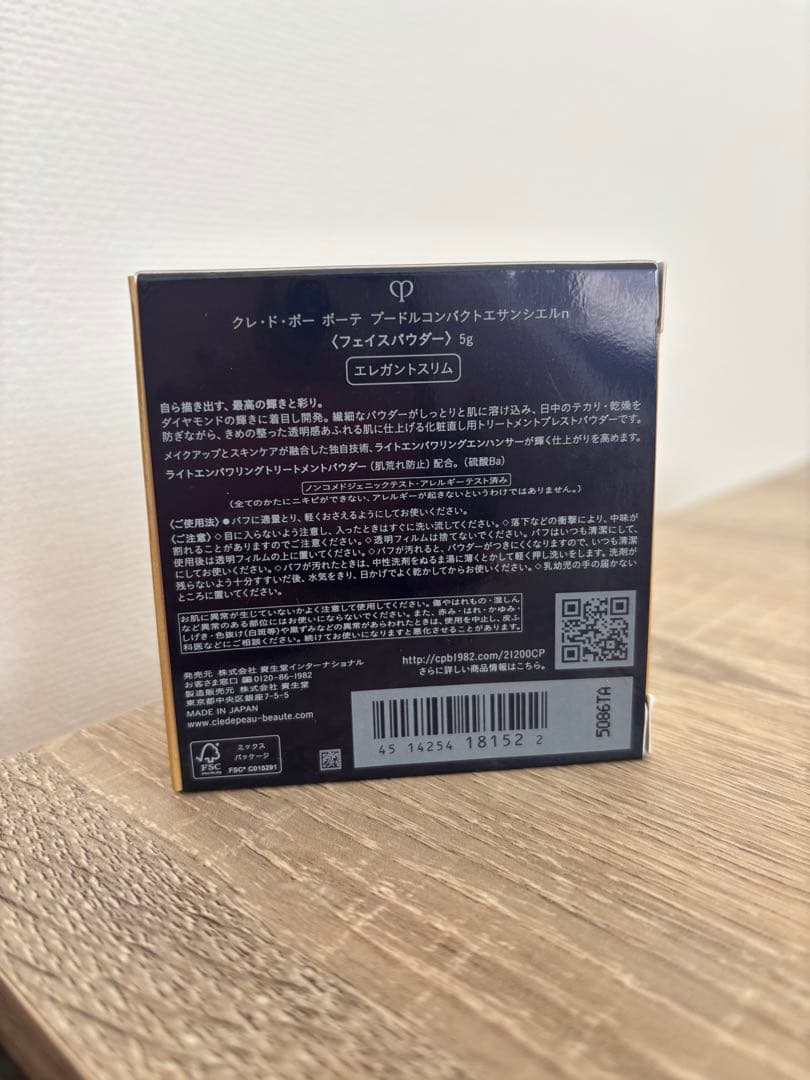 クレ・ド・ポー ボーテ プードルコンパクトエサンシエルn
〈フェイスパウダー〉5g
エレガントスリム
自ら描き出す、最高の輝きと彩り。
ダイヤモンドの輝きに着目し開発。繊細なパウダーがしっとりと肌に溶け込み、日中のテカリ・乾燥を
防ぎながら、きめの整った透明感あふれる肌に仕上げる化粧直し用トリートメントプレストパウダー。
メイクアップとスキンケアが融合した独自技術、ライトエンパワリングエンハンサーが輝く仕上がりを高めます。
ライトエンパワリングトリートメントパウダー（肌荒れ防止）配合。（硫酸Ba）
ノンコメドジェニックテスト・アレルギーテスト済み
（全てのかたにニキビができない、アレルギーが起きないというわけではありません。）
〈ご使用法〉●パフに適量とり、軽くおさえるようにしてお使いください。
〈ご注意〉◇目に入らないよう注意し、入ったときはすぐに洗い流してください。◇落下などの衝撃により、中味が
割れることがありますのでご注意ください。◇透明フィルムは捨てないでください。パフはいつも清潔にして、
使用後は透明フィルムの上に置いてください。◇パフが汚れると、パウダーがつきにくくなりますので、いつも清潔
にしてお使いください。◇パフが汚れたときは、中性洗剤をぬるま湯に薄くとかして軽く押し洗いをします。洗剤が
残らないよう十分すすいだ後、水気をきり、日かげでよく乾かしてからお使いください。◇乳幼児の手の届かない
ところに置いてください。
お肌に異常が生じていないかよく注意して使用してください。傷やはれもの・湿しん
など異常のある部位にはお使いにならないでください。また、赤み・はれ・かゆみ・
しげき・色抜け（白斑等）や黒ずみなどの異常があらわれたときは、使用を中止し、皮ふ
科医などにご相談ください。続けてお使いになりますと悪化させることがあります。
発売元 株式会社 資生堂インターナショナル
お客さま窓口 0120-86-1982
製造販売元 株式会社 資生堂
東京都中央区銀座7-5-5
MADE IN JAPAN
www.cledepeau-beaute.com
http://cpb1982.com/21200CP
さらに詳しい商品情報はこちら。
FSC
ミックス
パッケージ
FSC® C015291
45 14254 18152 2
5086TA